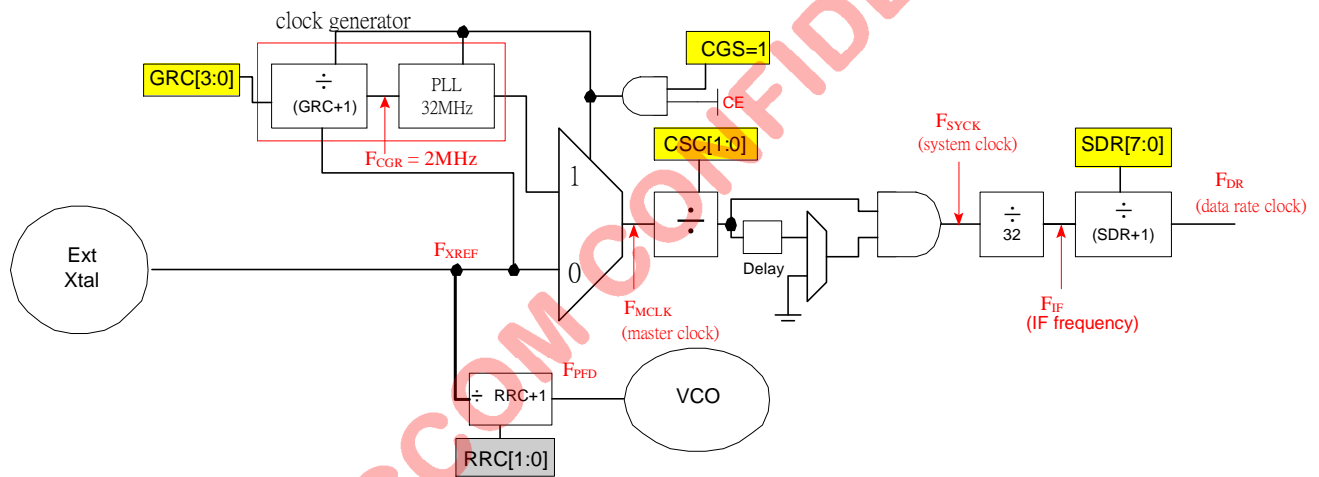 clock generator
GRC[3:0]
÷
(GRC+1)
PLL
32MHz
FCGR = 2MHz
CGS=1
CE
CSC[1:0]
1
0
÷
Delay
FSYCK
(system clock)
÷
32
SDR[7:0]
÷
(SDR+1)
FDR
(data rate clock)
Ext
Xtal
FXREF
FMCLK
(master clock)
FIF
(IF frequency)
FPFD
÷ RRC+1
VCO
RRC[1:0]
SCOM CONFIDE